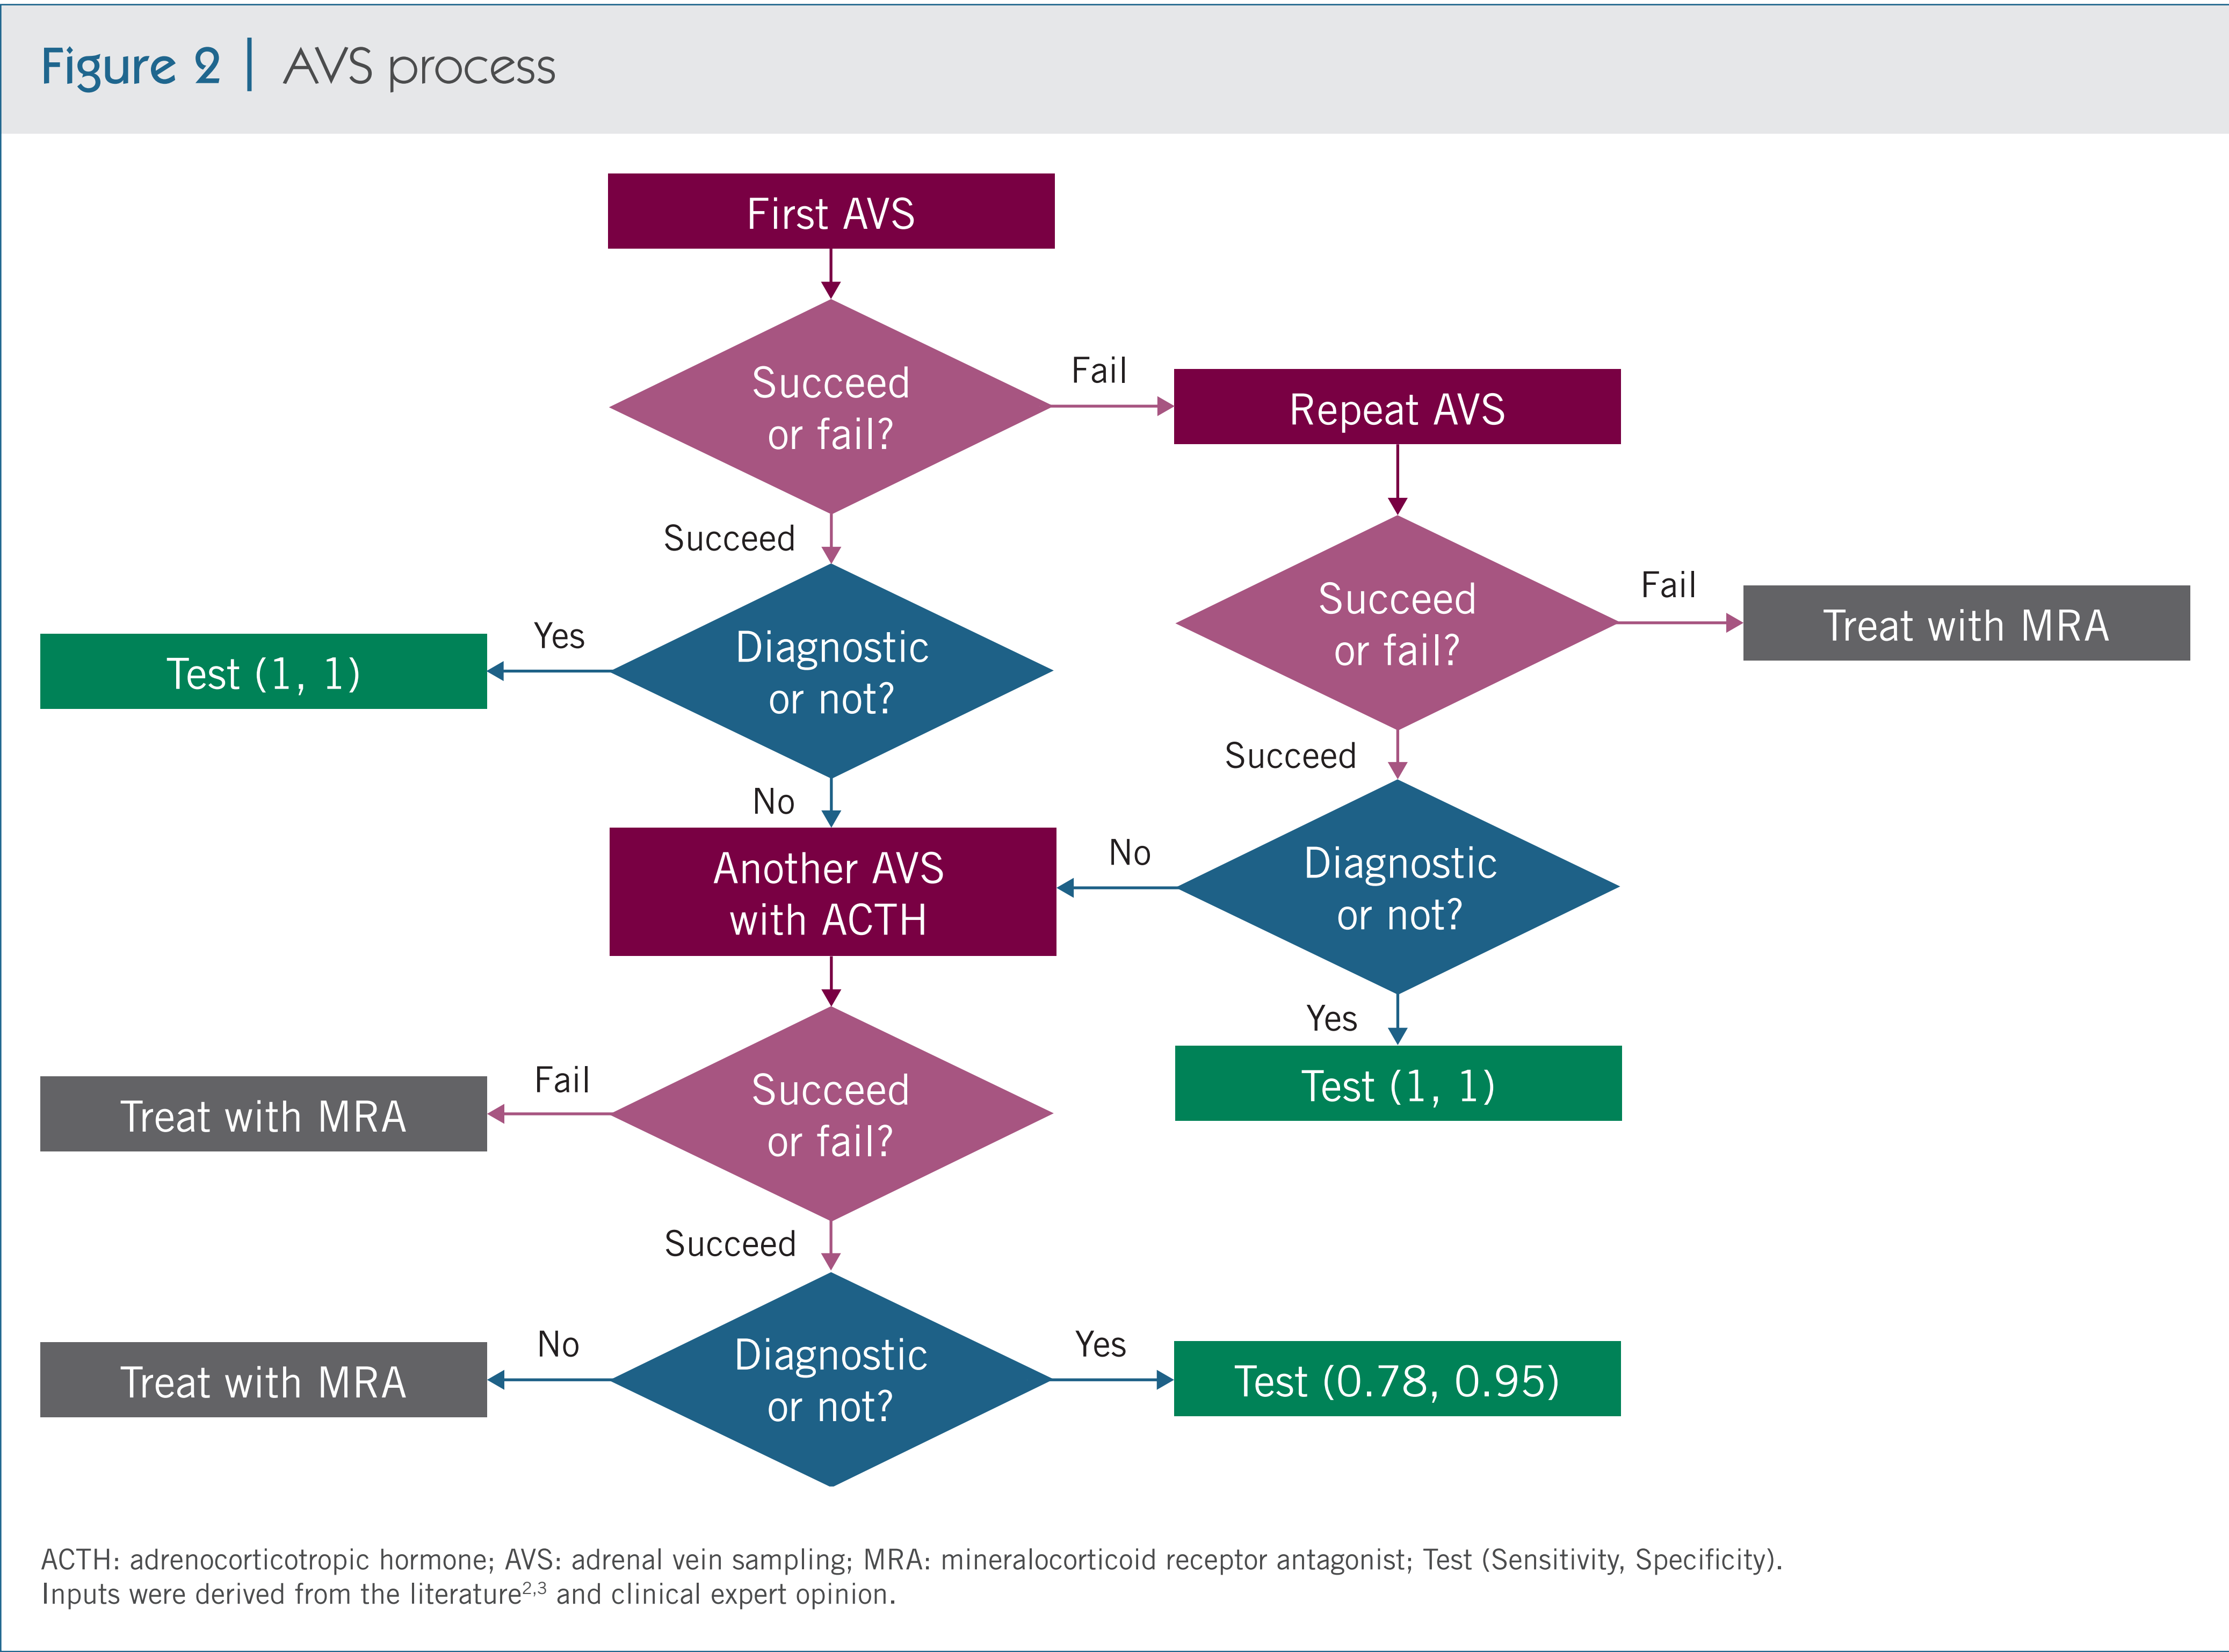 Figure 2 | AVS process
First AVS
Succeed
or fail?
Fail
Repeat AVS
Succeed
Succeed
or fail?
Fail
Treat with MRA
Yes
Test (1, 1)
Diagnostic
or not?
Succeed
No
Another AVS
with ACTH
No
Diagnostic
or not?
Yes
Test (1, 1)
Fail
Treat with MRA
Succeed
or fail?
Succeed
No
Treat with MRA
Diagnostic
or not?
Yes
Test (0.78, 0.95)
ACTH: adrenocorticotropic hormone; AVS: adrenal vein sampling; MRA: mineralocorticoid receptor antagonist; Test (Sensitivity, Specificity).
Inputs were derived from the literature2,3 and clinical expert opinion.